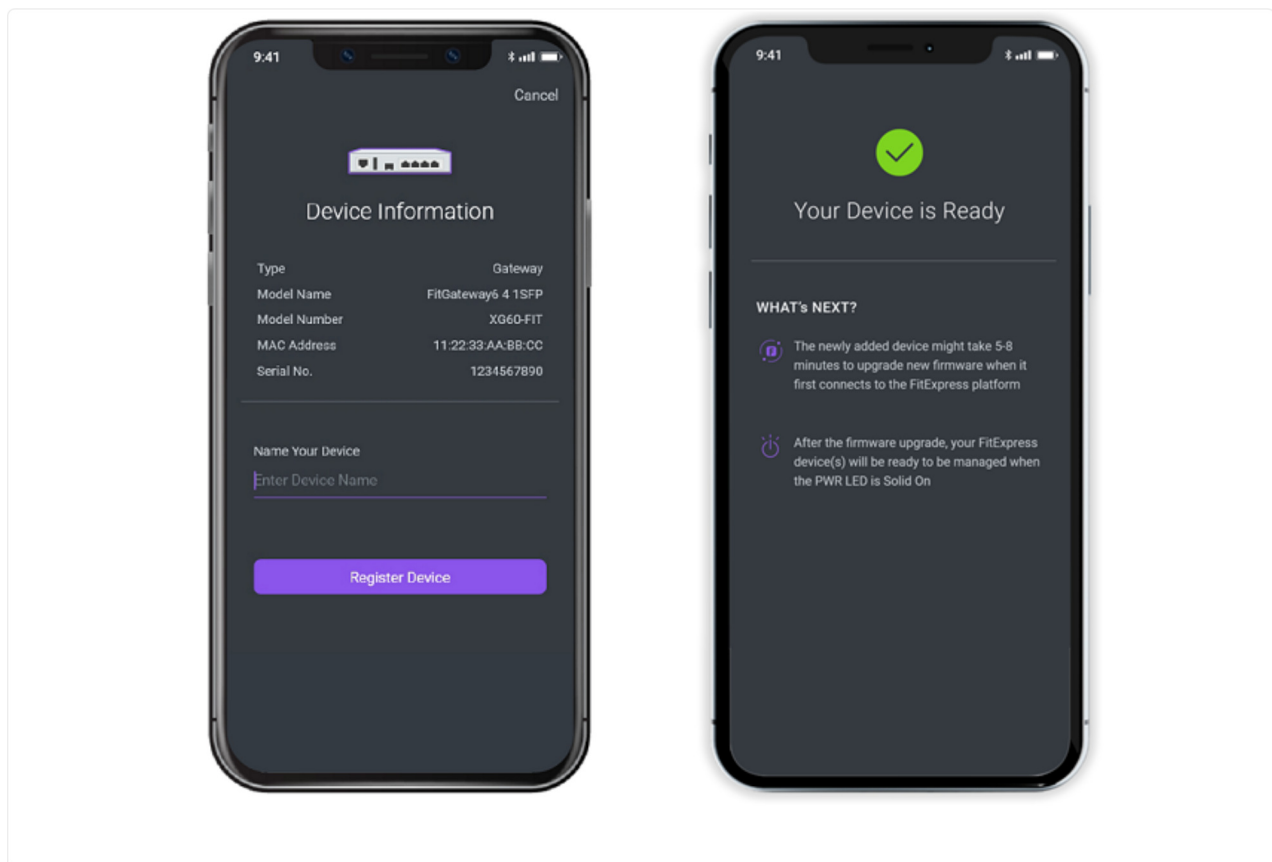 9:41
Cancel
Device Information
Type Gateway
Model Name FitGateway6 4 1SFP
Model Number XG60-FIT
MAC Address 11:22:33:AA:BB:CC
Serial No. 1234567890
Name Your Device
Enter Device Name
Register Device
9:41
Your Device is Ready
WHAT's NEXT?
The newly added device might take 5-8
minutes to upgrade new firmware when it
first connects to the FitExpress platform
After the firmware upgrade, your FitExpress
device(s) will be ready to be managed when
the PWR LED is Solid On